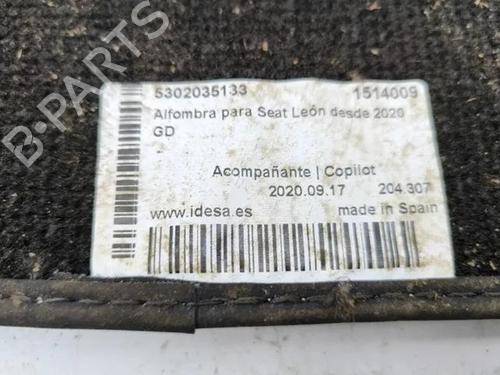 5302035133 1514009
Alfombra para Seat León desde 2020
GD
Acompañante | Copilot
2020.09.17 204.307
www.idesa.es made in Spain